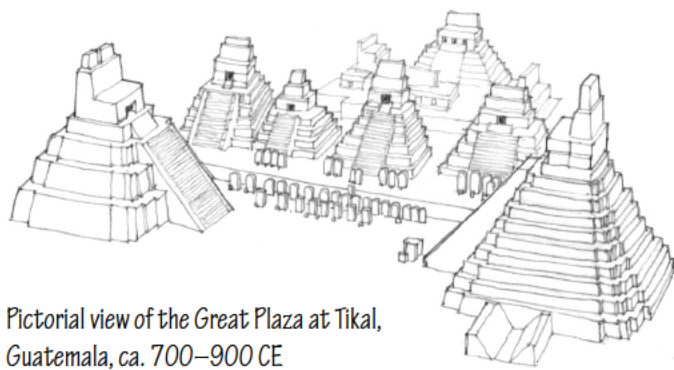 Pictorial view of the Great Plaza at Tikal,
Guatemala, ca. 700–900 CE